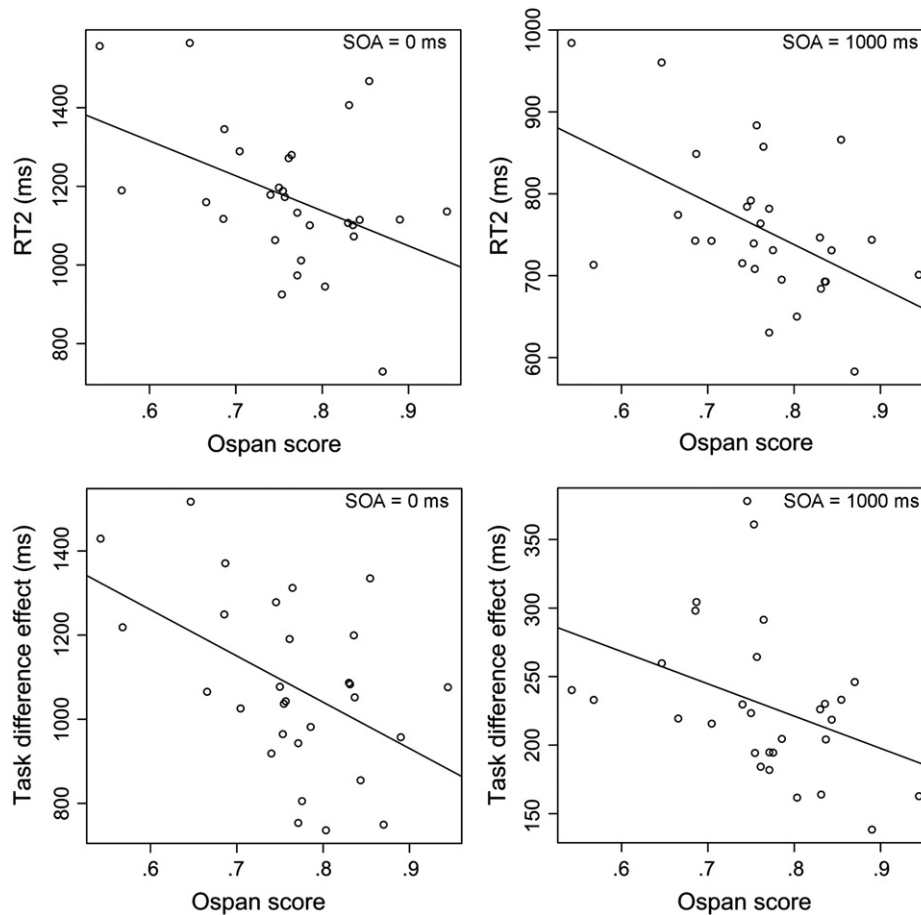 SOA = 0 ms
RT2 (ms)
1400
1200
1000
800
.6 .7 .8 .9
Ospan score
SOA = 1000 ms
RT2 (ms)
1000
900
800
700
600
.6 .7 .8 .9
Ospan score
SOA = 0 ms
Task difference effect (ms)
1400
1200
1000
800
.6 .7 .8 .9
Ospan score
SOA = 1000 ms
Task difference effect (ms)
350
300
250
200
150
.6 .7 .8 .9
Ospan score